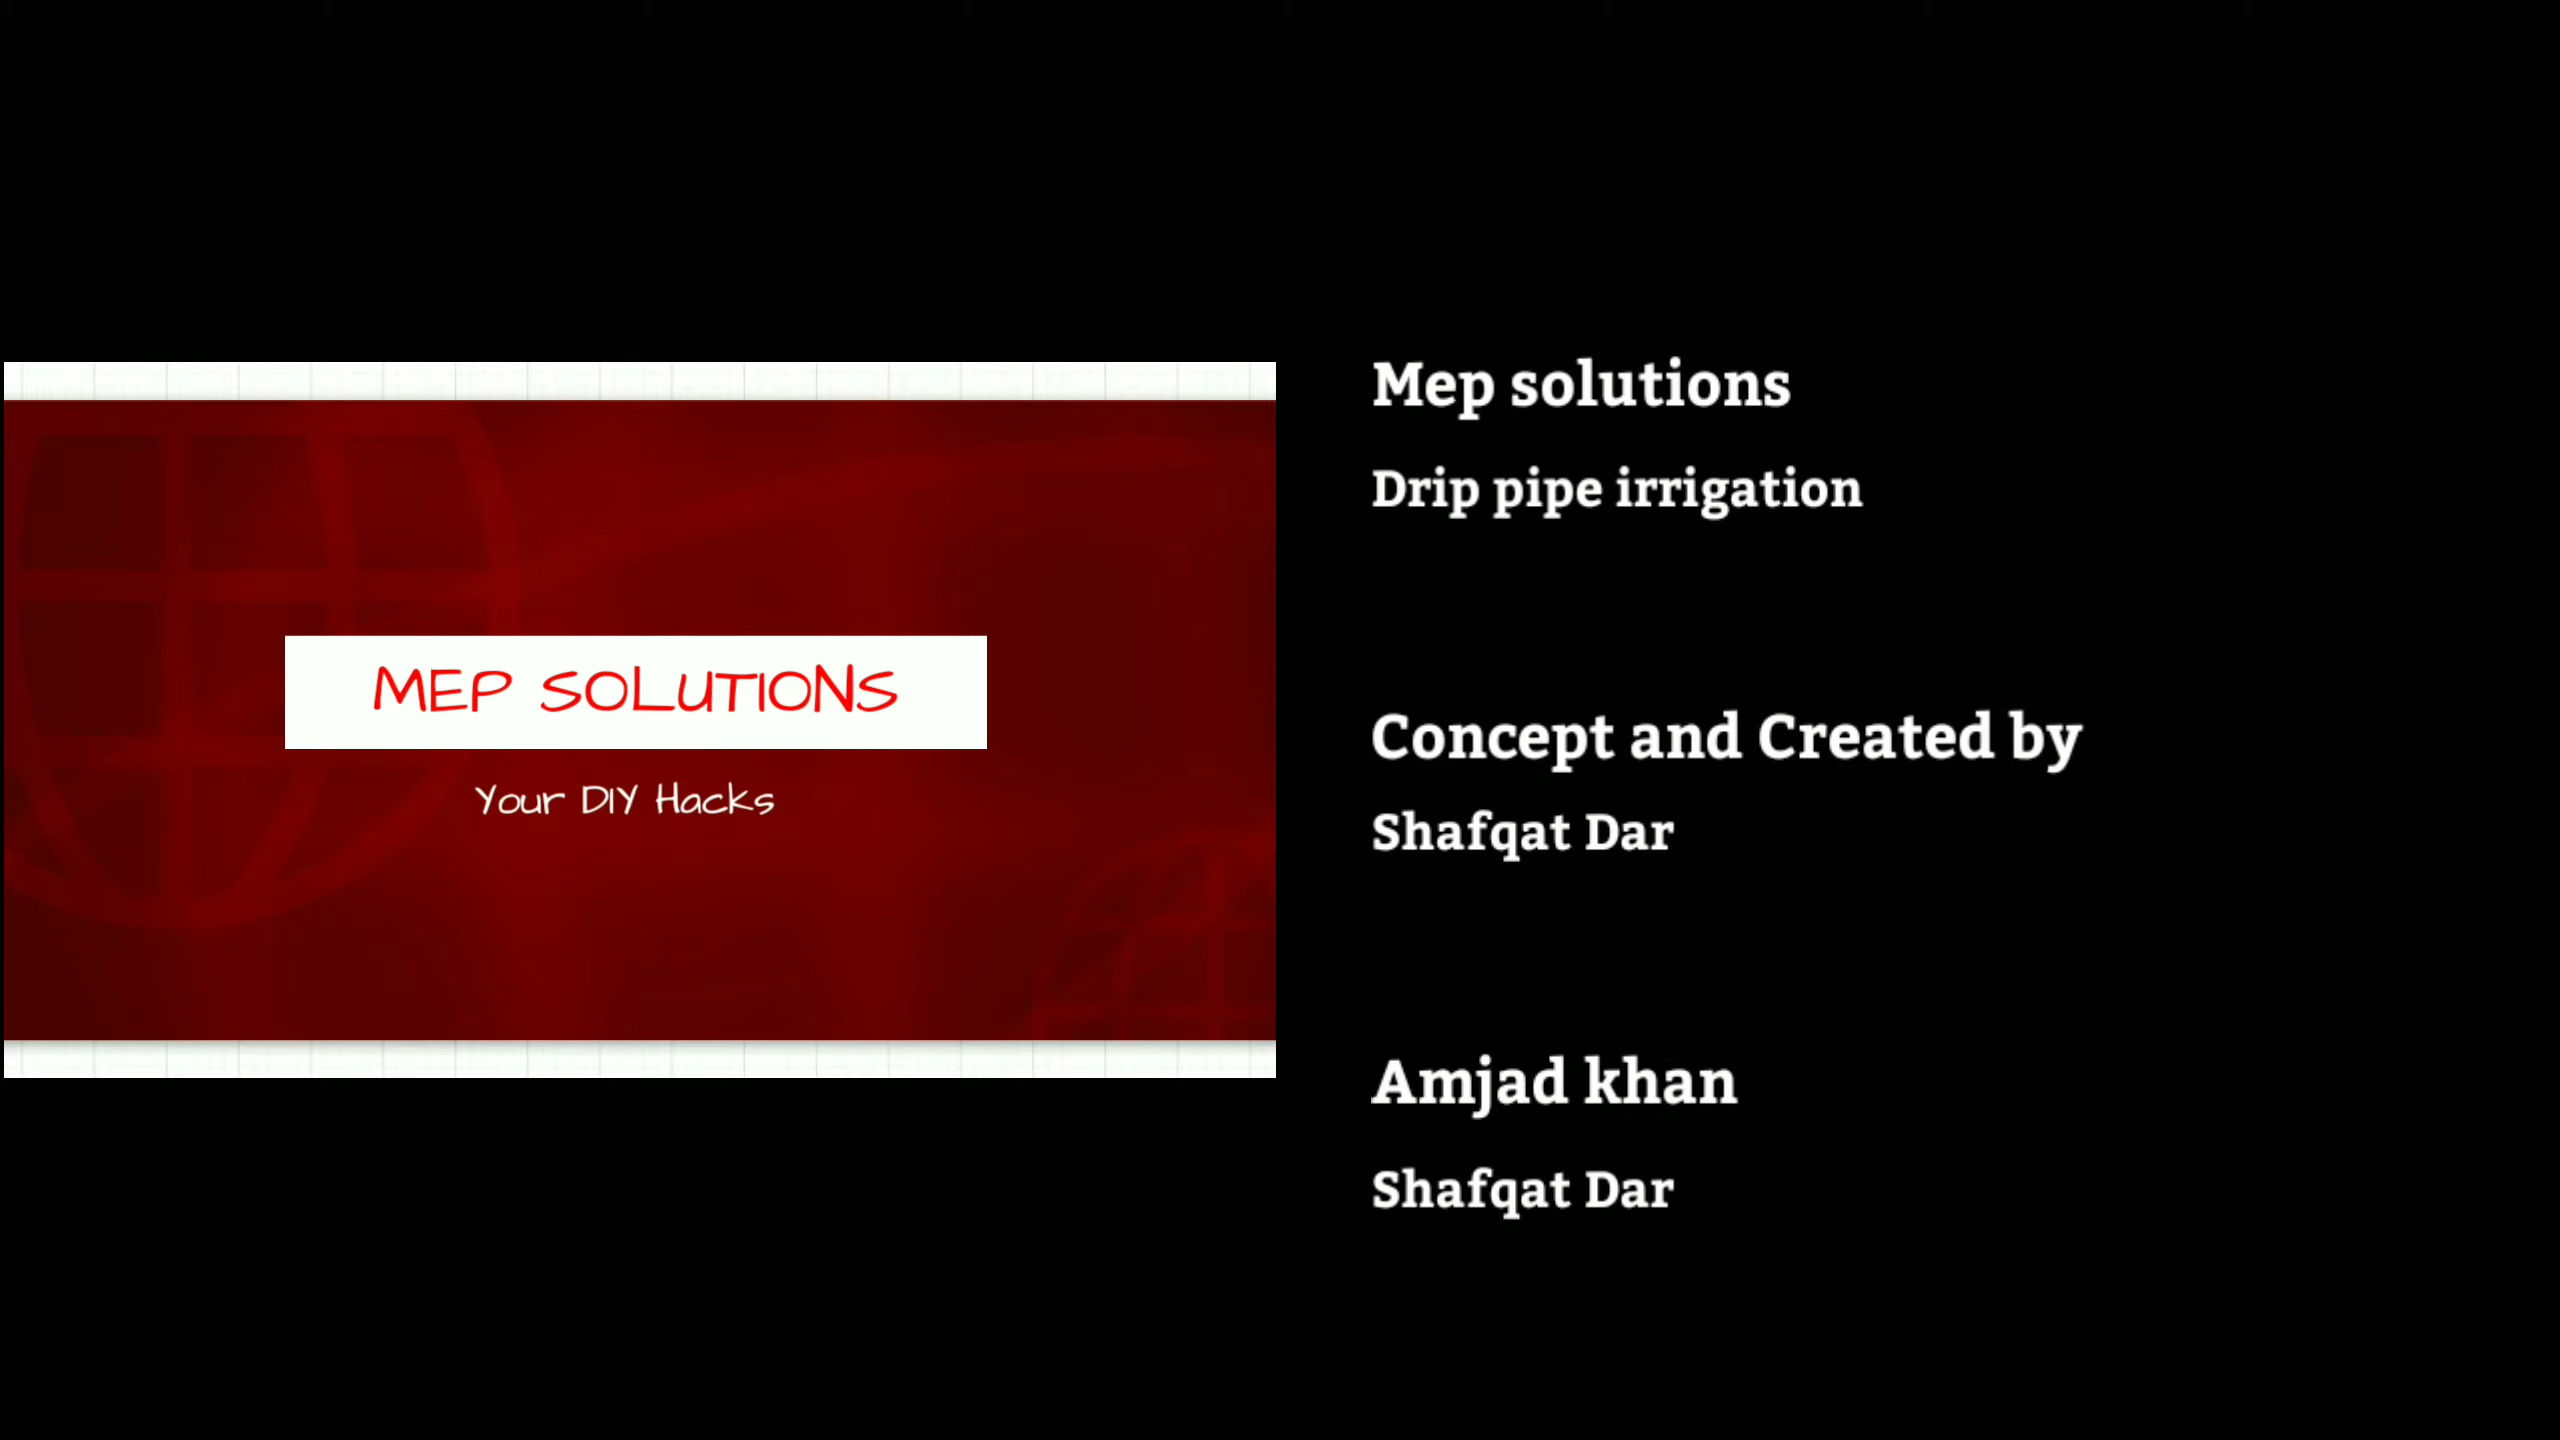 MEP SOLUTIONS
Your DIY Hacks
Mep solutions
Drip pipe irrigation
Concept and Created by
Shafqat Dar
Amjad khan
Shafqat Dar